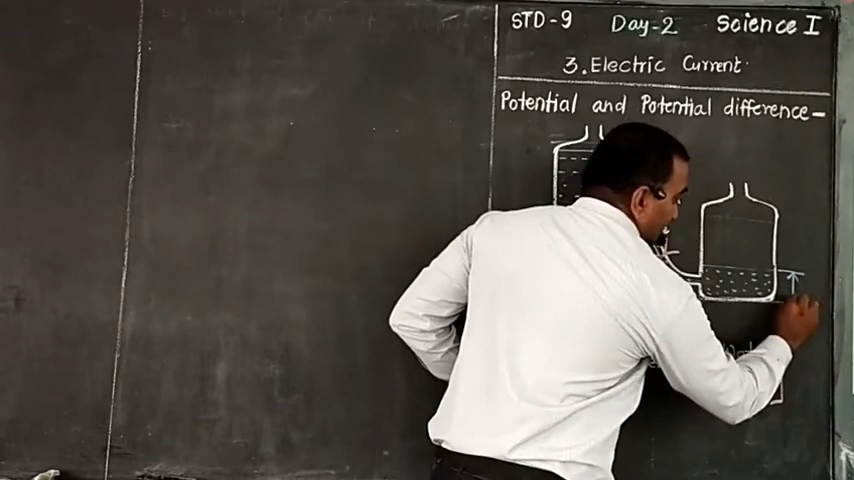 STD-9 Day-2 Science I
3. Electric Current
Potential and Potential difference-